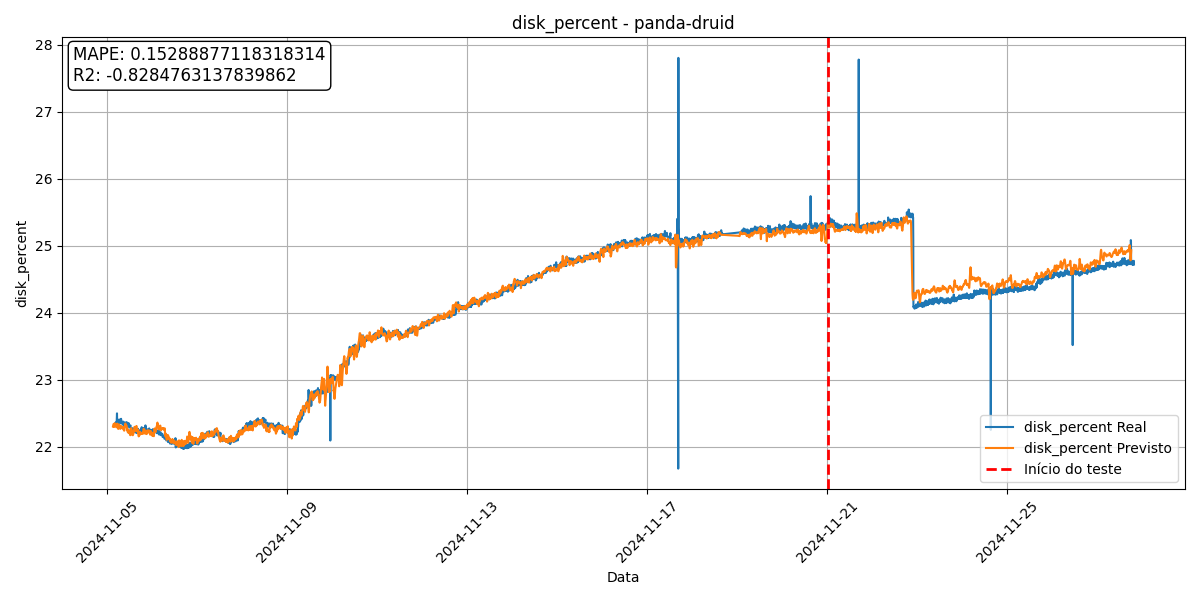 disk_percent - panda-druid
MAPE: 0.15288877118318314
R2: -0.8284763137839862
28
27
26
25
24
23
22
disk_percent
disk_percent Real
disk_percent Previsto
Início do teste
2024-11-05
2024-11-09
2024-11-13
2024-11-17
2024-11-21
2024-11-25
Data